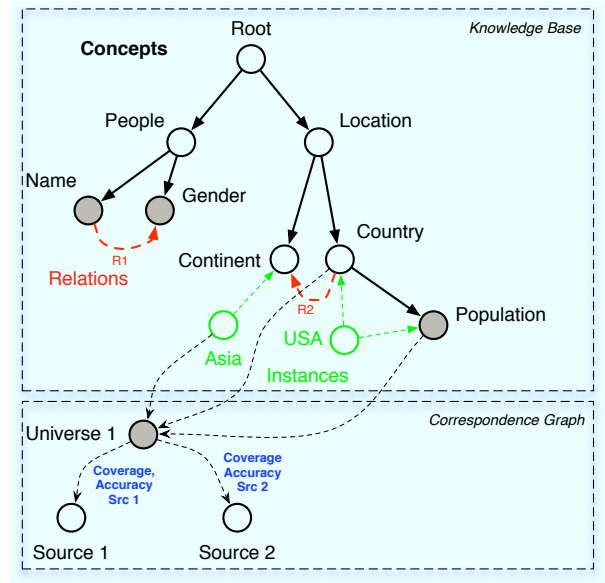 Root
Knowledge Base
Concepts
People
Location
Name
Gender
Country
R1
Continent
Relations
R2
Population
USA
Asia
Instances
Correspondence Graph
Universe 1
Coverage,
Accuracy
Src 1
Coverage
Accuracy
Src 2
Source 1
Source 2